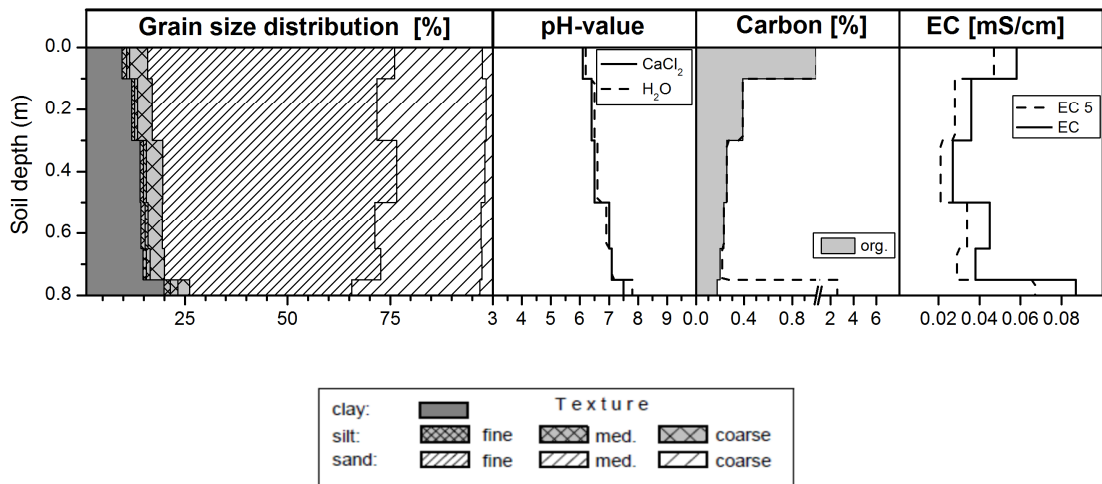 Grain size distribution [%]
pH-value
Carbon [%]
EC [mS/cm]
Soil depth (m)
0.0
0.2
0.4
0.6
0.8
CaCl₂
H₂O
EC 5
EC
org.
25 50 75
3 4 5 6 7 8 9
0.0 0.4 0.8 2 4 6
0.02 0.04 0.06 0.08
Texture
clay:
silt: fine med. coarse
sand: fine med. coarse